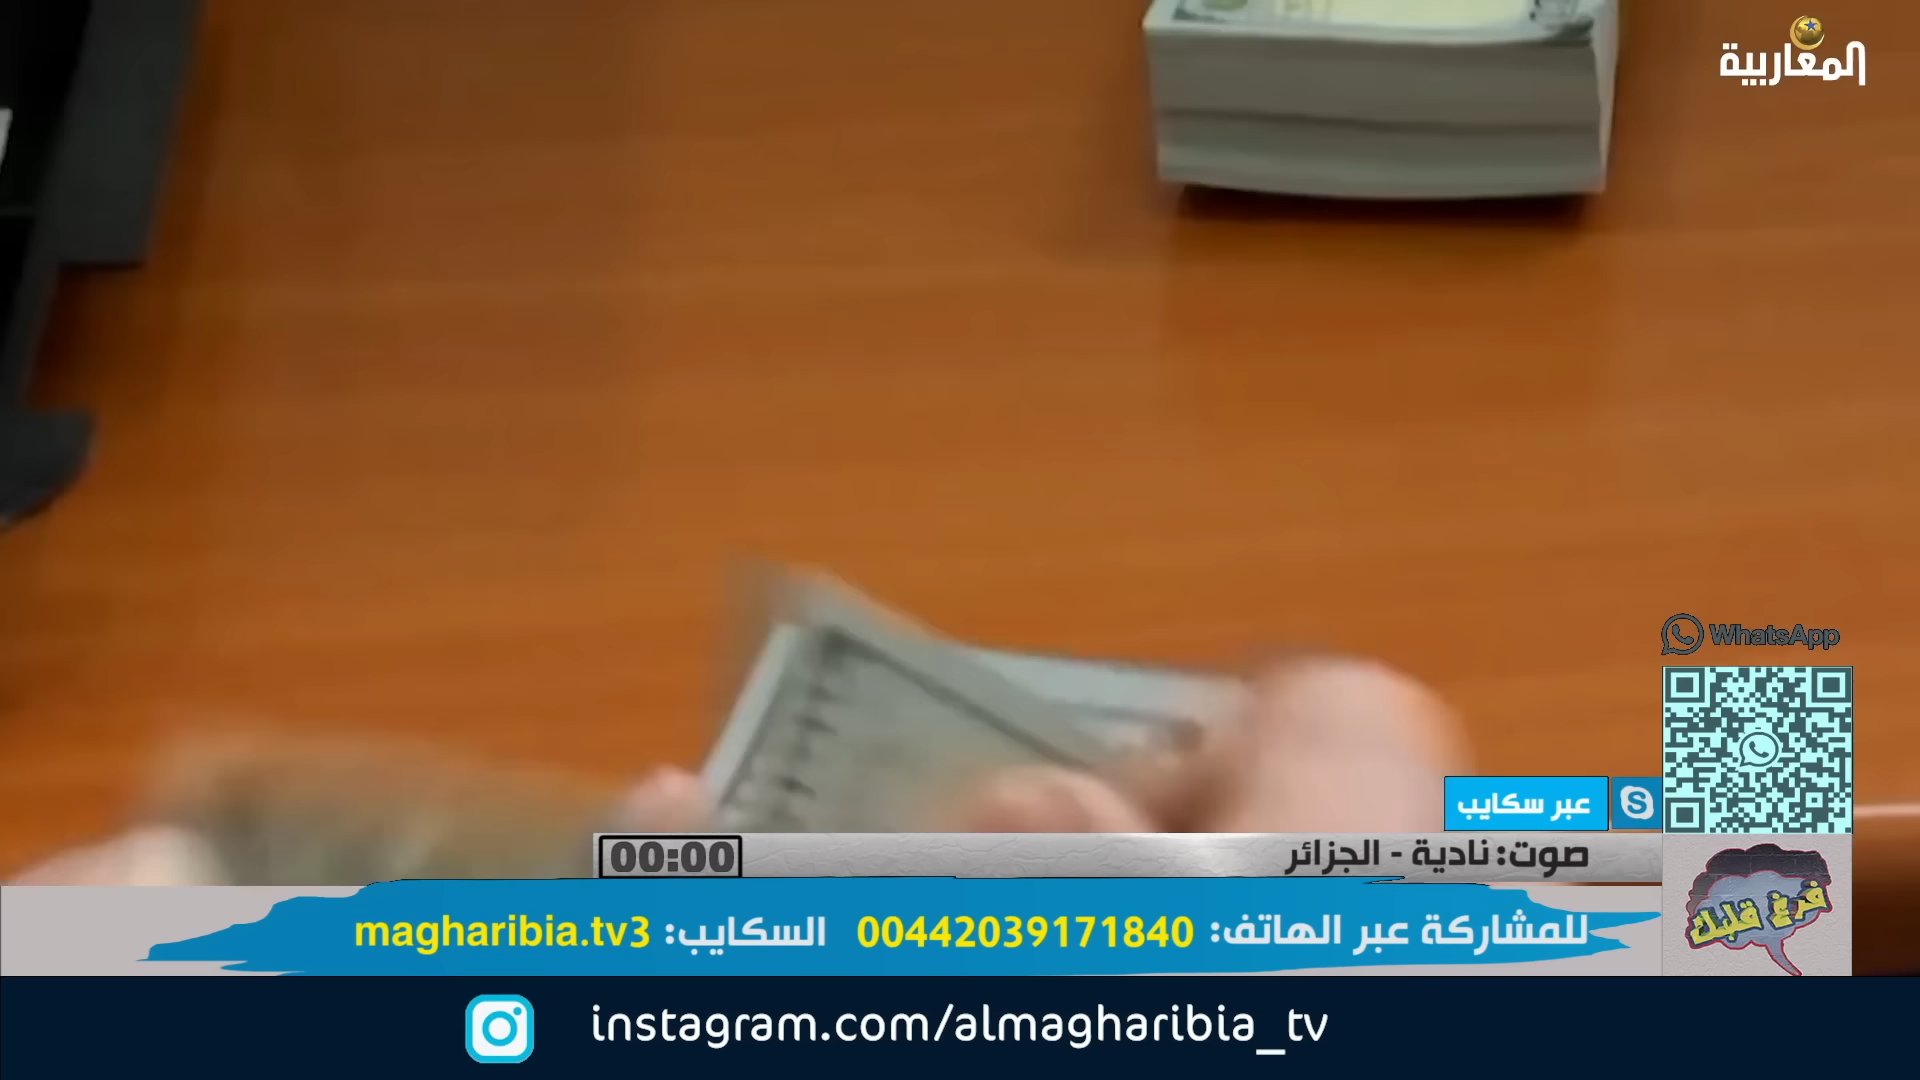 المغاربية
WhatsApp
عبر سكايب
صوت: نادية - الجزائر
00:00
فرغ قلبك
للمشاركة عبر الهاتف: 00442039171840 السكايب: magharibia.tv3
instagram.com/almagharibia_tv